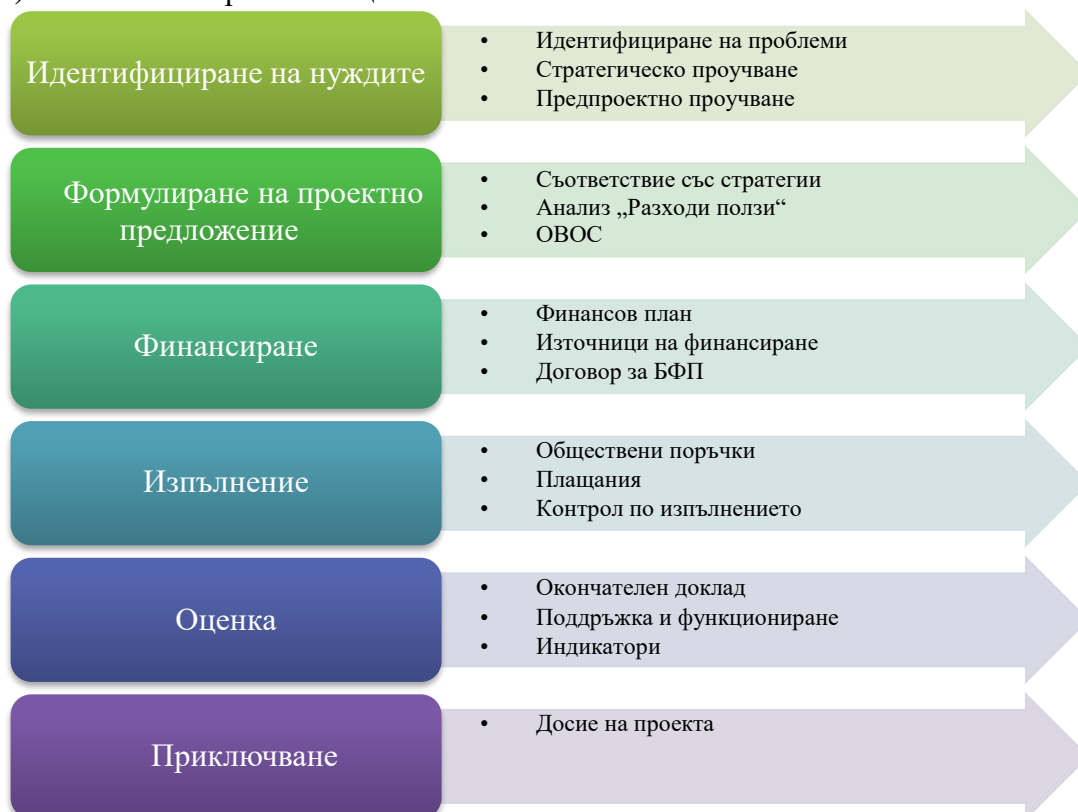 Идентифициране на нуждите
• Идентифициране на проблеми
• Стратегическо проучване
• Предпроектно проучване
Формулиране на проектно
предложение
• Съответствие със стратегии
• Анализ „Разходи ползи“
• ОВОС
Финансиране
• Финансов план
• Източници на финансиране
• Договор за БФП
Изпълнение
• Обществени поръчки
• Плащания
• Контрол по изпълнението
Оценка
• Окончателен доклад
• Поддръжка и функциониране
• Индикатори
Приключване
• Досие на проекта